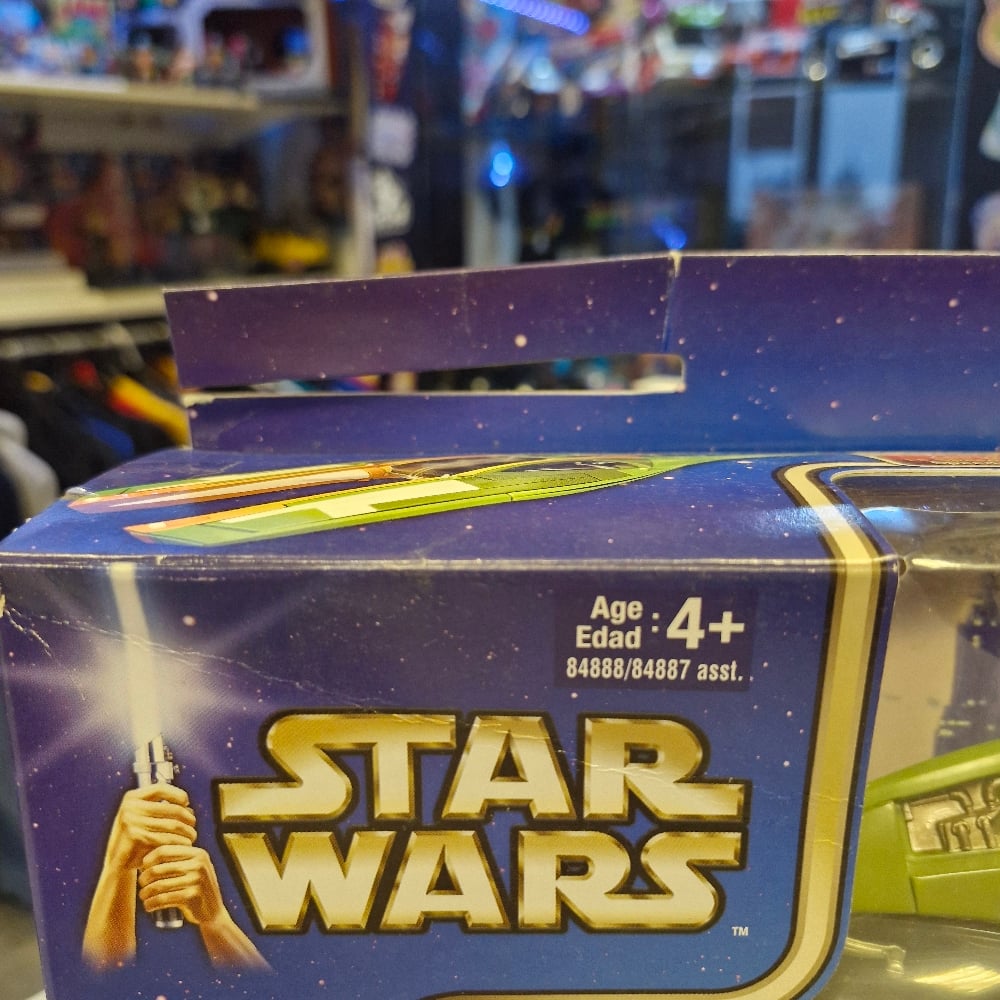 Age : 4+
Edad
84888/84887 asst.
STAR
WARS
TM